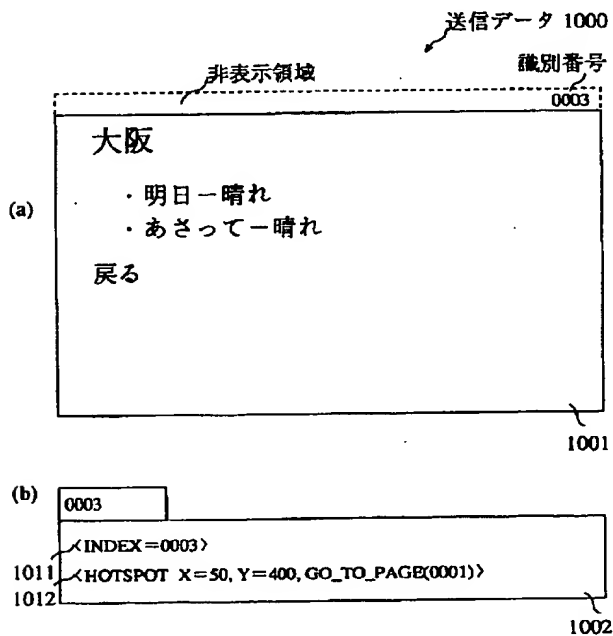 送信データ 1000
非表示領域
識別番号
0003
(a)
大阪
・明日ー晴れ
・あさってー晴れ
戻る
1001
(b)
0003
1011
<INDEX=0003>
1012
<HOTSPOT X=50, Y=400, GO_TO_PAGE(0001)>
1002